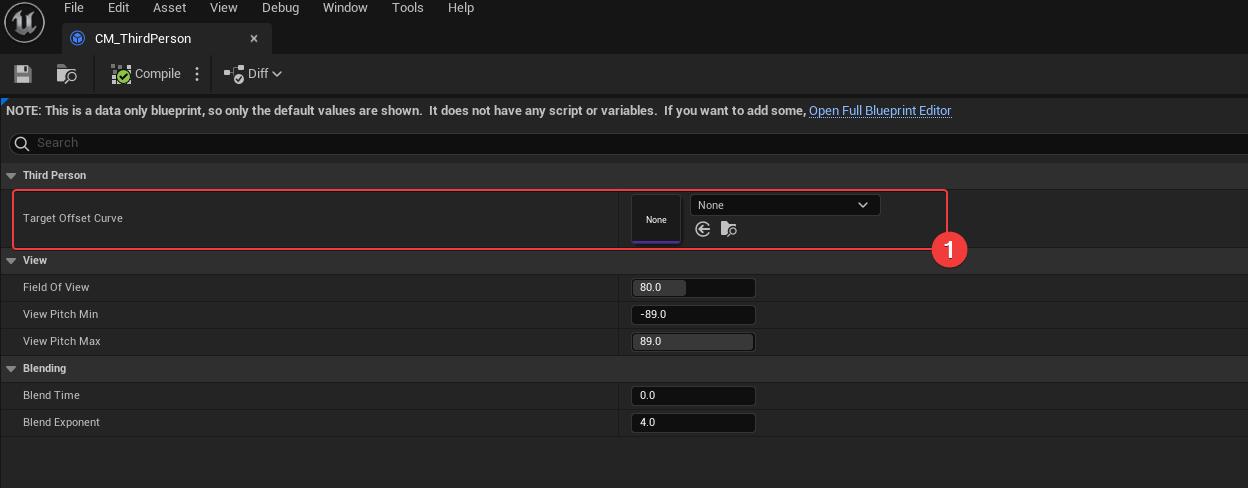 File Edit Asset View Debug Window Tools Help
CM_ThirdPerson
Compile Diff
NOTE: This is a data only blueprint, so only the default values are shown.  It does not have any script or variables.  If you want to add some, Open Full Blueprint Editor
Search
Third Person
Target Offset Curve None None
1
View
Field Of View 80.0
View Pitch Min -89.0
View Pitch Max 89.0
Blending
Blend Time 0.0
Blend Exponent 4.0